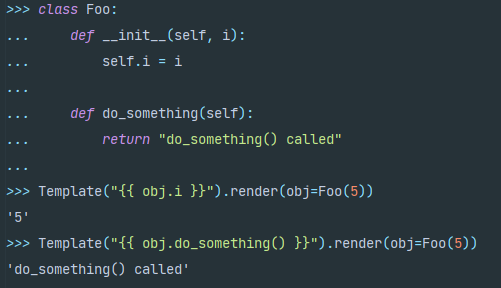 >>> class Foo:
...     def __init__(self, i):
...         self.i = i
...
...     def do_something(self):
...         return "do_something() called"
...
>>> Template("{{ obj.i }}").render(obj=Foo(5))
'5'
>>> Template("{{ obj.do_something() }}").render(obj=Foo(5))
'do_something() called'